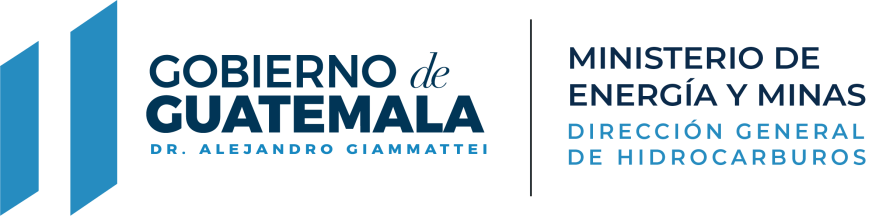 GOBIERNO de
GUATEMALA
DR. ALEJANDRO GIAMMATTEI
MINISTERIO DE
ENERGÍA Y MINAS
DIRECCIÓN GENERAL
DE HIDROCARBUROS